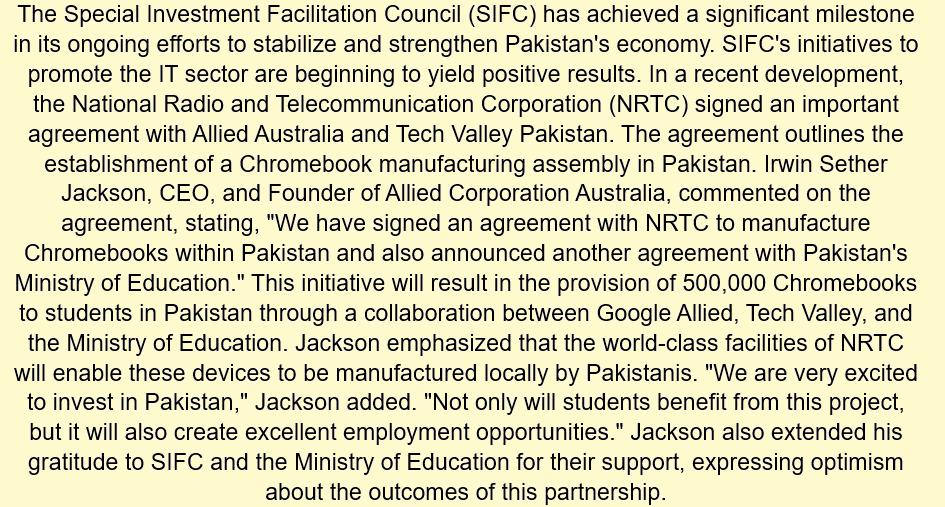 The Special Investment Facilitation Council (SIFC) has achieved a significant milestone
in its ongoing efforts to stabilize and strengthen Pakistan's economy. SIFC's initiatives to
promote the IT sector are beginning to yield positive results. In a recent development,
the National Radio and Telecommunication Corporation (NRTC) signed an important
agreement with Allied Australia and Tech Valley Pakistan. The agreement outlines the
establishment of a Chromebook manufacturing assembly in Pakistan. Irwin Sether
Jackson, CEO, and Founder of Allied Corporation Australia, commented on the
agreement, stating, "We have signed an agreement with NRTC to manufacture
Chromebooks within Pakistan and also announced another agreement with Pakistan's
Ministry of Education." This initiative will result in the provision of 500,000 Chromebooks
to students in Pakistan through a collaboration between Google Allied, Tech Valley, and
the Ministry of Education. Jackson emphasized that the world-class facilities of NRTC
will enable these devices to be manufactured locally by Pakistanis. "We are very excited
to invest in Pakistan," Jackson added. "Not only will students benefit from this project,
but it will also create excellent employment opportunities." Jackson also extended his
gratitude to SIFC and the Ministry of Education for their support, expressing optimism
about the outcomes of this partnership.